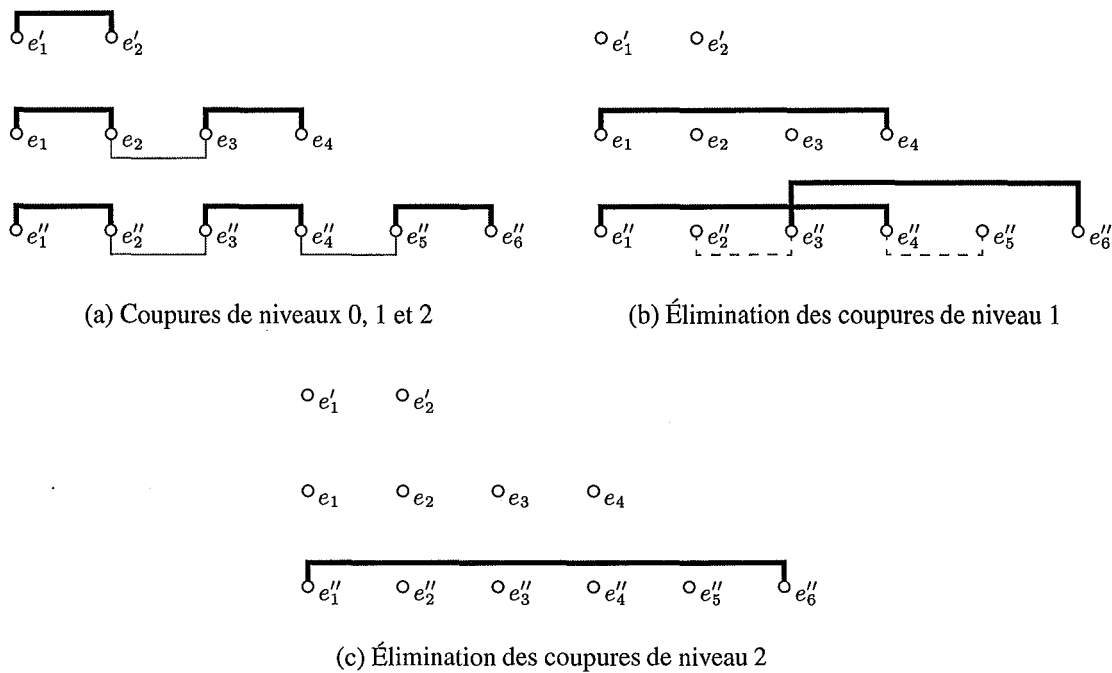 e′₁ e′₂ e′₁ e′₂
e₁ e₂ e₃ e₄ e₁ e₂ e₃ e₄
e″₁ e″₂ e″₃ e″₄ e″₅ e″₆ e″₁ e″₂ e″₃ e″₄ e″₅ e″₆
(a) Coupures de niveaux 0, 1 et 2 (b) Élimination des coupures de niveau 1
e′₁ e′₂
e₁ e₂ e₃ e₄
e″₁ e″₂ e″₃ e″₄ e″₅ e″₆
(c) Élimination des coupures de niveau 2